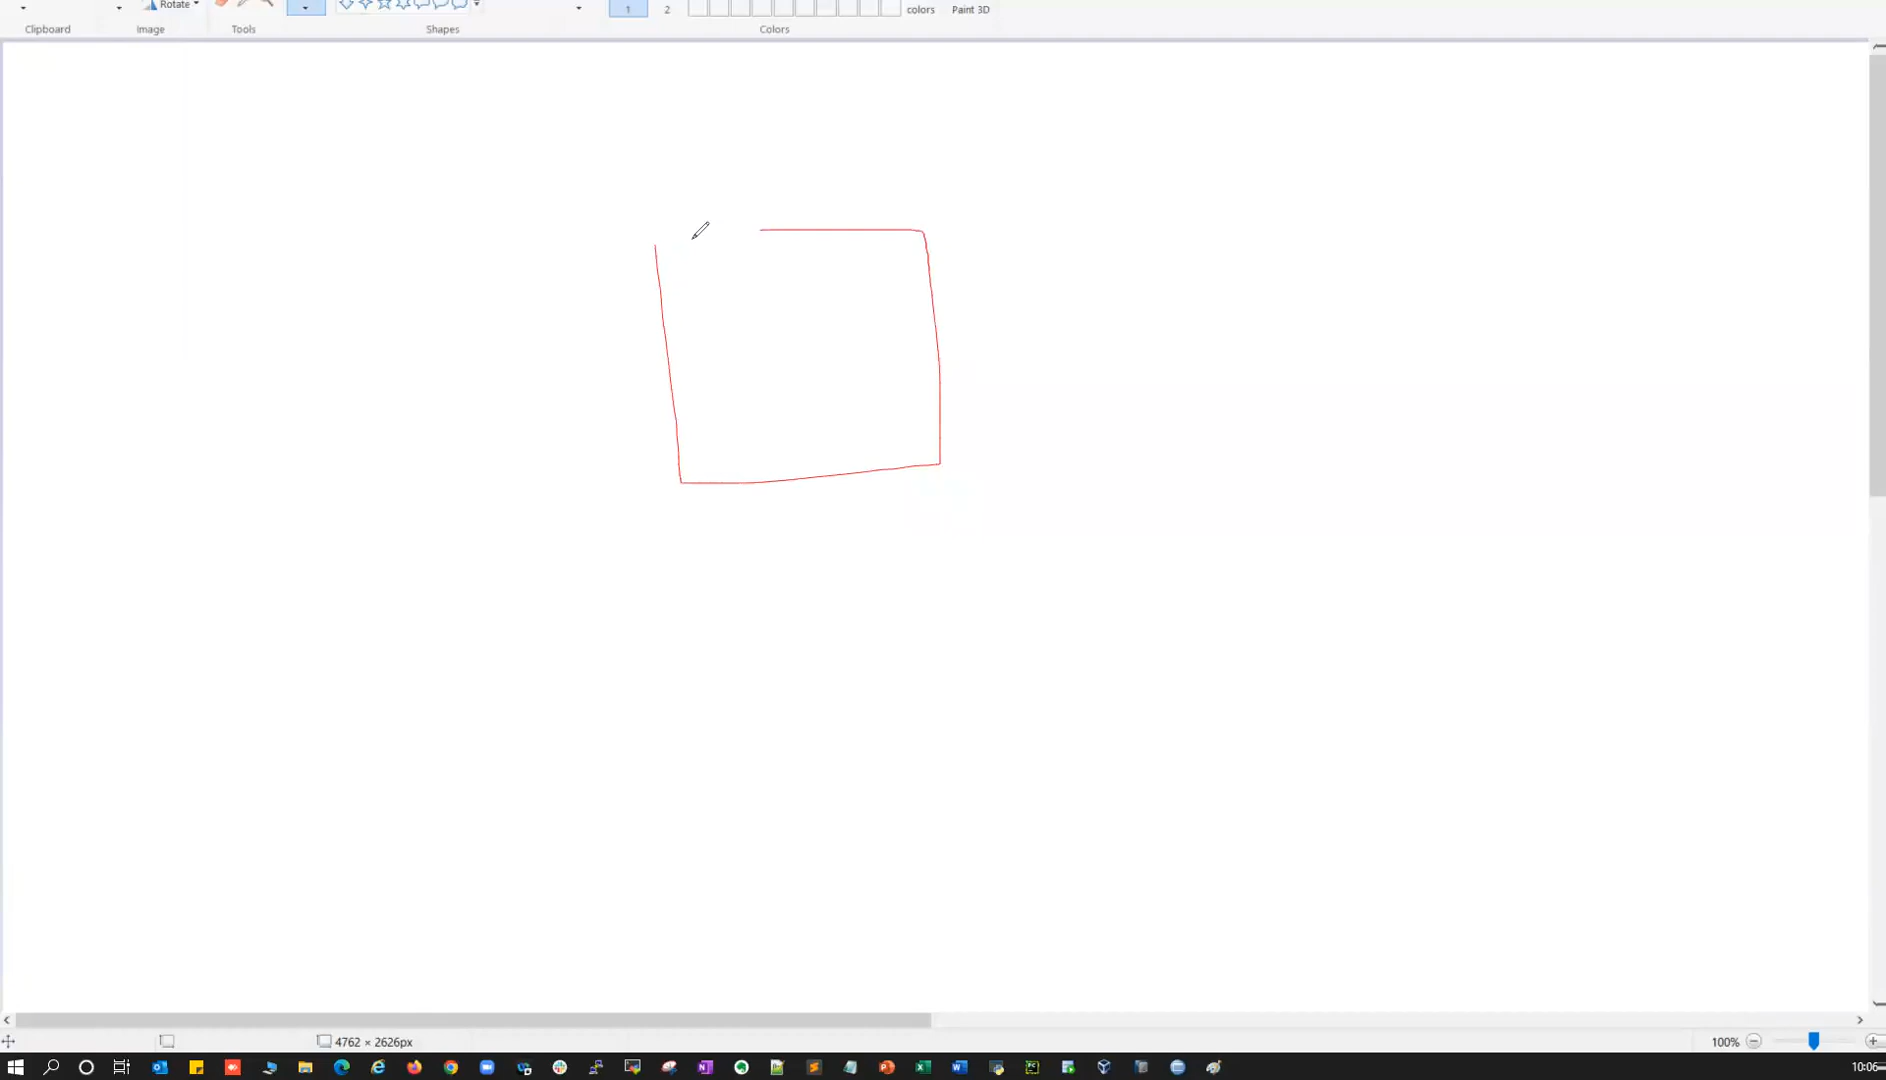 Rotate
1 2 colors Paint 3D
Clipboard Image Tools Shapes Colors
4762 × 2626px 100%
10:06